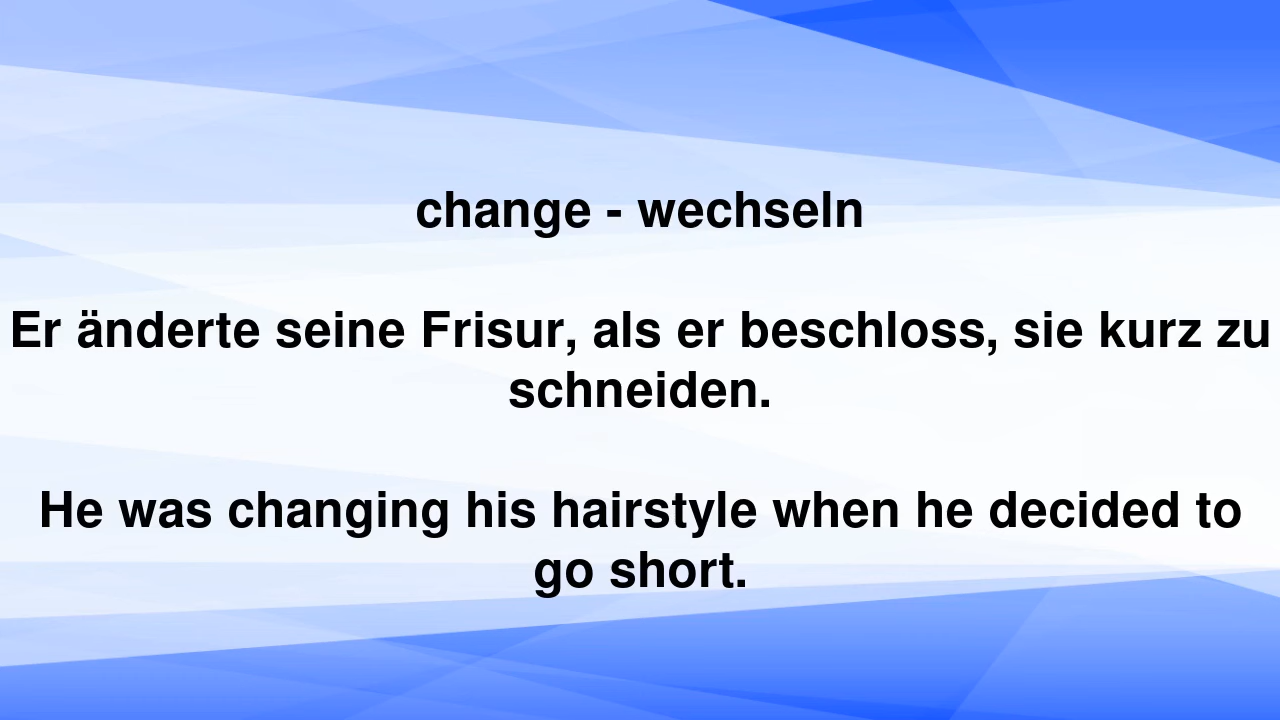 change - wechseln
Er änderte seine Frisur, als er beschloss, sie kurz zu
schneiden.
He was changing his hairstyle when he decided to
go short.